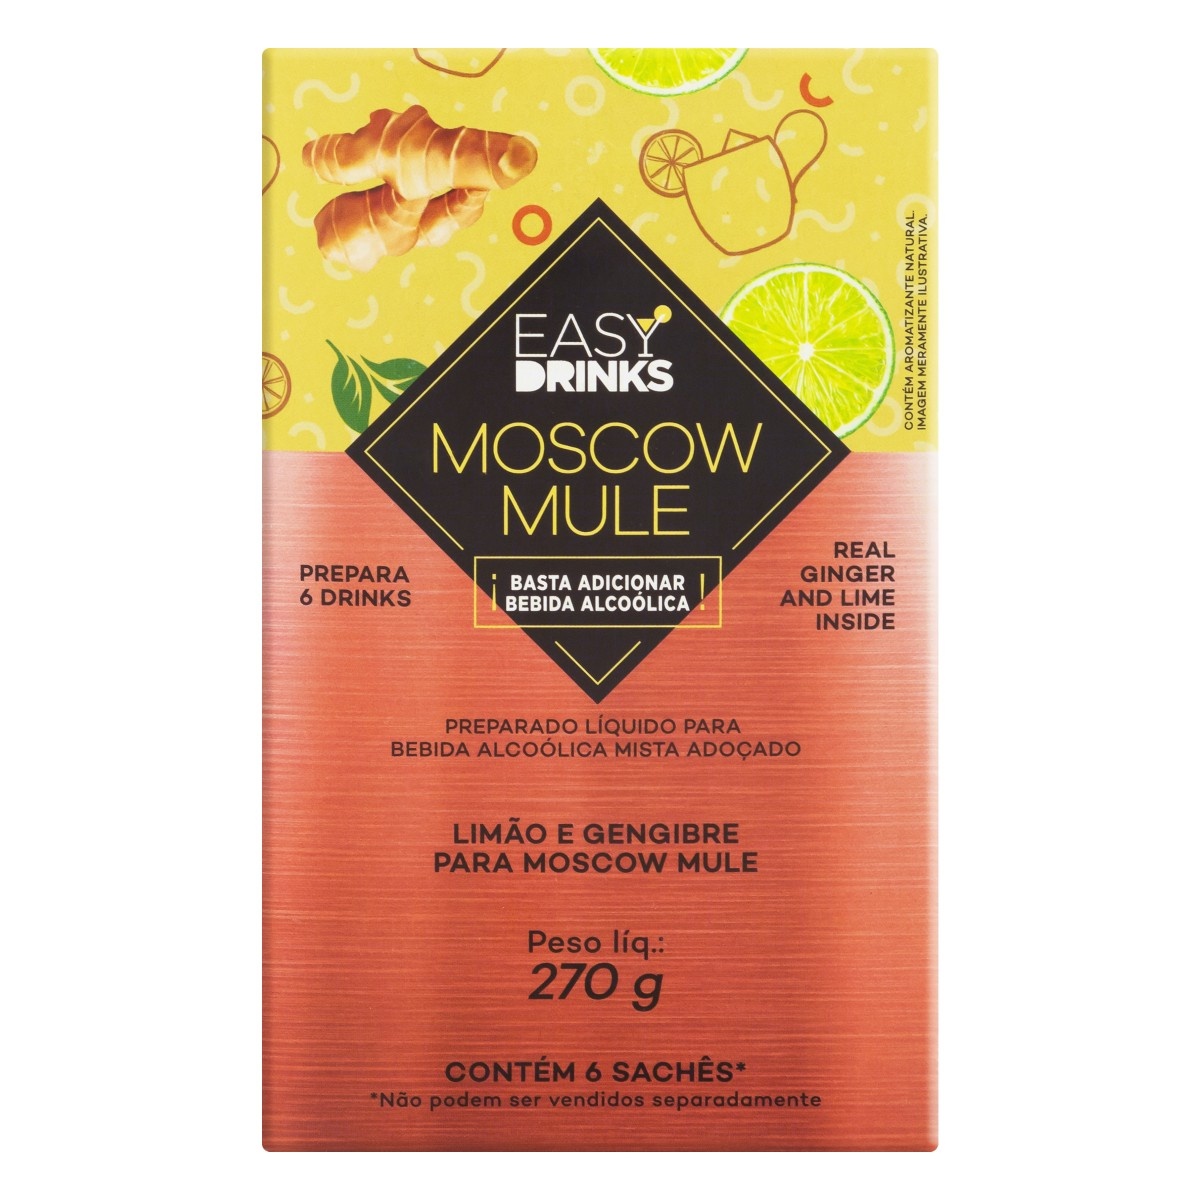 EASY
DRINKS
MOSCOW
MULE
¡BASTA ADICIONAR
BEBIDA ALCOÓLICA!
PREPARA
6 DRINKS
REAL
GINGER
AND LIME
INSIDE
CONTÉM AROMATIZANTE NATURAL.
IMAGEM MERAMENTE ILUSTRATIVA.
PREPARADO LÍQUIDO PARA
BEBIDA ALCOÓLICA MISTA ADOÇADO
LIMÃO E GENGIBRE
PARA MOSCOW MULE
Peso líq.:
270 g
CONTÉM 6 SACHÊS*
*Não podem ser vendidos separadamente